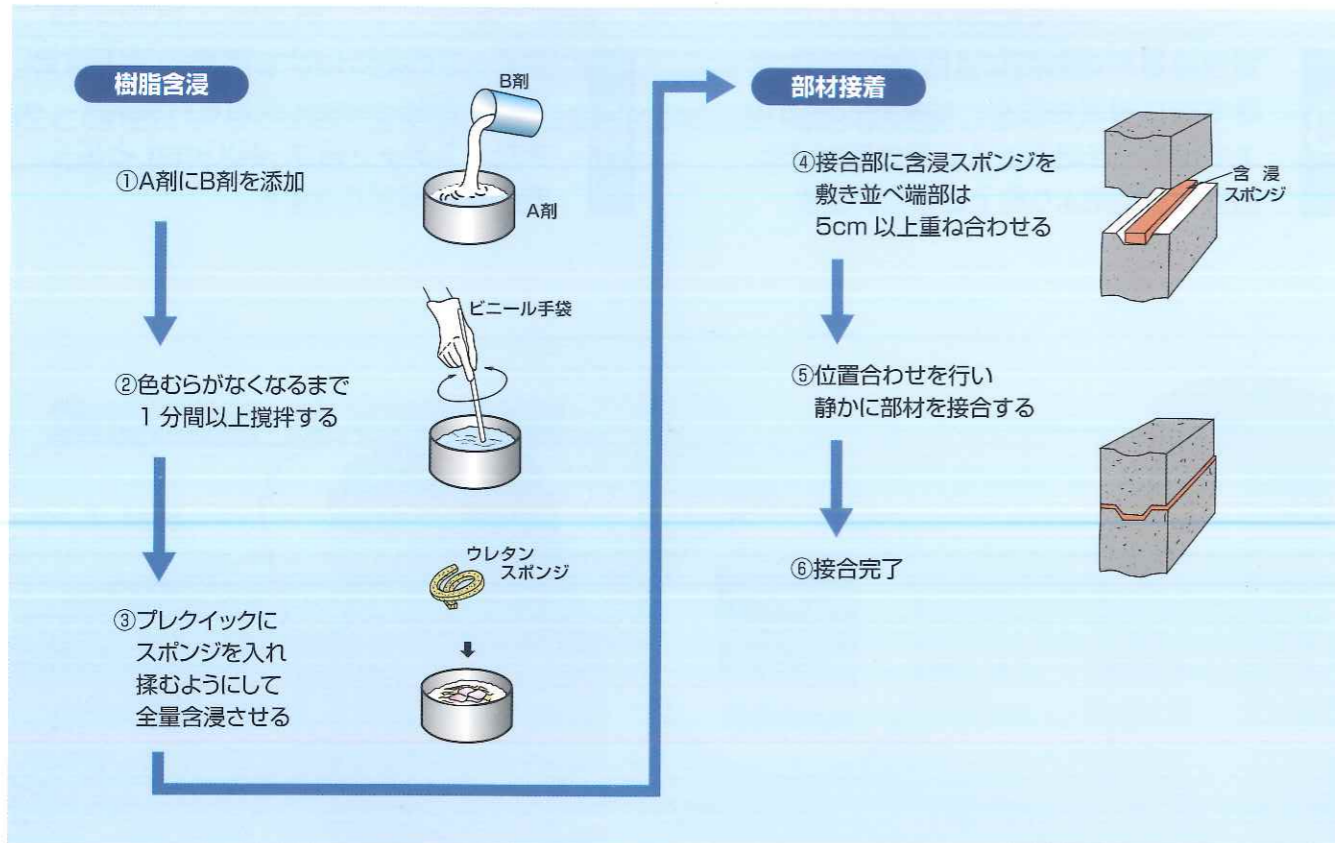 樹脂含浸
①A剤にB剤を添加
B剤
A剤
②色むらがなくなるまで
1分間以上撹拌する
ビニール手袋
③プレクイックに
スポンジを入れ
揉むようにして
全量含浸させる
ウレタン
スポンジ
部材接着
④接合部に含浸スポンジを
敷き並べ端部は
5cm 以上重ね合わせる
含 浸
スポンジ
⑤位置合わせを行い
静かに部材を接合する
⑥接合完了